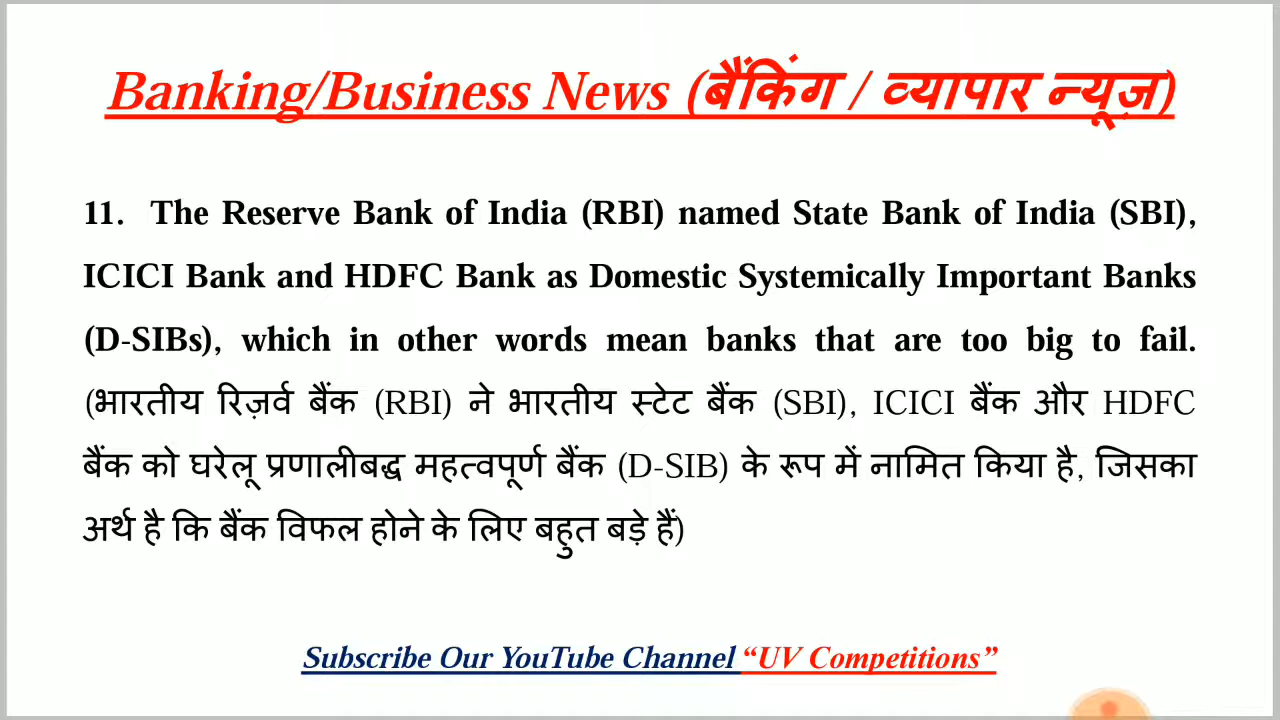 Banking/Business News (बैंकिंग / व्यापार न्यूज़)
11. The Reserve Bank of India (RBI) named State Bank of India (SBI),
ICICI Bank and HDFC Bank as Domestic Systemically Important Banks
(D-SIBs), which in other words mean banks that are too big to fail.
(भारतीय रिज़र्व बैंक (RBI) ने भारतीय स्टेट बैंक (SBI), ICICI बैंक और HDFC
बैंक को घरेलू प्रणालीबद्ध महत्वपूर्ण बैंक (D-SIB) के रूप में नामित किया है, जिसका
अर्थ है कि बैंक विफल होने के लिए बहुत बड़े हैं)
Subscribe Our YouTube Channel “UV Competitions”